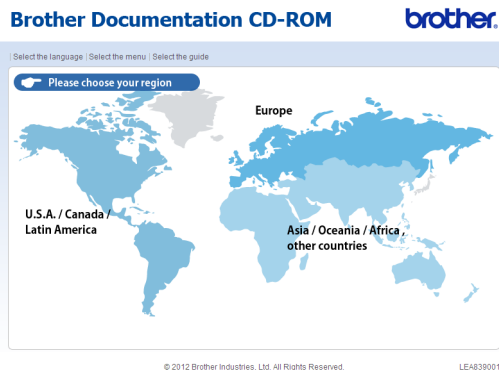 Brother Documentation CD-ROM
brother.
| Select the language | Select the menu | Select the guide
Please choose your region
Europe
U.S.A. / Canada /
Latin America
Asia / Oceania / Africa ,
other countries
© 2012 Brother Industries, Ltd. All Rights Reserved.
LEA839001